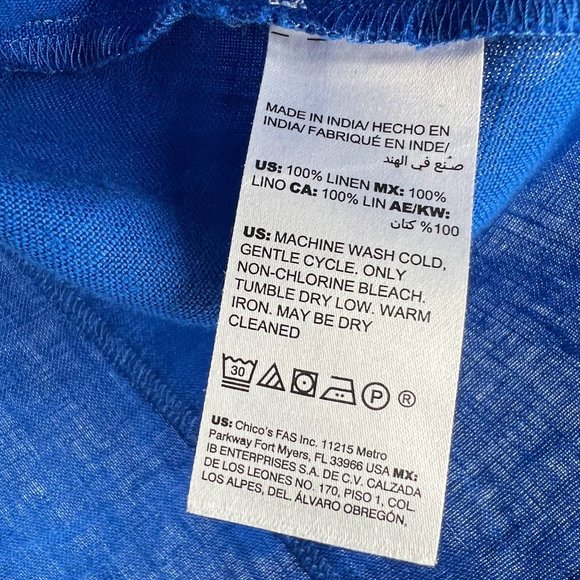 MADE IN INDIA/ HECHO EN
INDIA/ FABRIQUÉ EN INDE/
صنع في الهند
US: 100% LINEN MX: 100%
LINO CA: 100% LIN AE/KW:
100% كتان
US: MACHINE WASH COLD,
GENTLE CYCLE. ONLY
NON-CHLORINE BLEACH.
TUMBLE DRY LOW. WARM
IRON. MAY BE DRY
CLEANED
30 P ®
US: Chico's FAS Inc. 11215 Metro
Parkway Fort Myers, FL 33966 USA MX:
IB ENTERPRISES S.A. DE C.V. CALZADA
DE LOS LEONES NO. 170, PISO 1, COL.
LOS ALPES, DEL. ÁLVARO OBREGÓN.